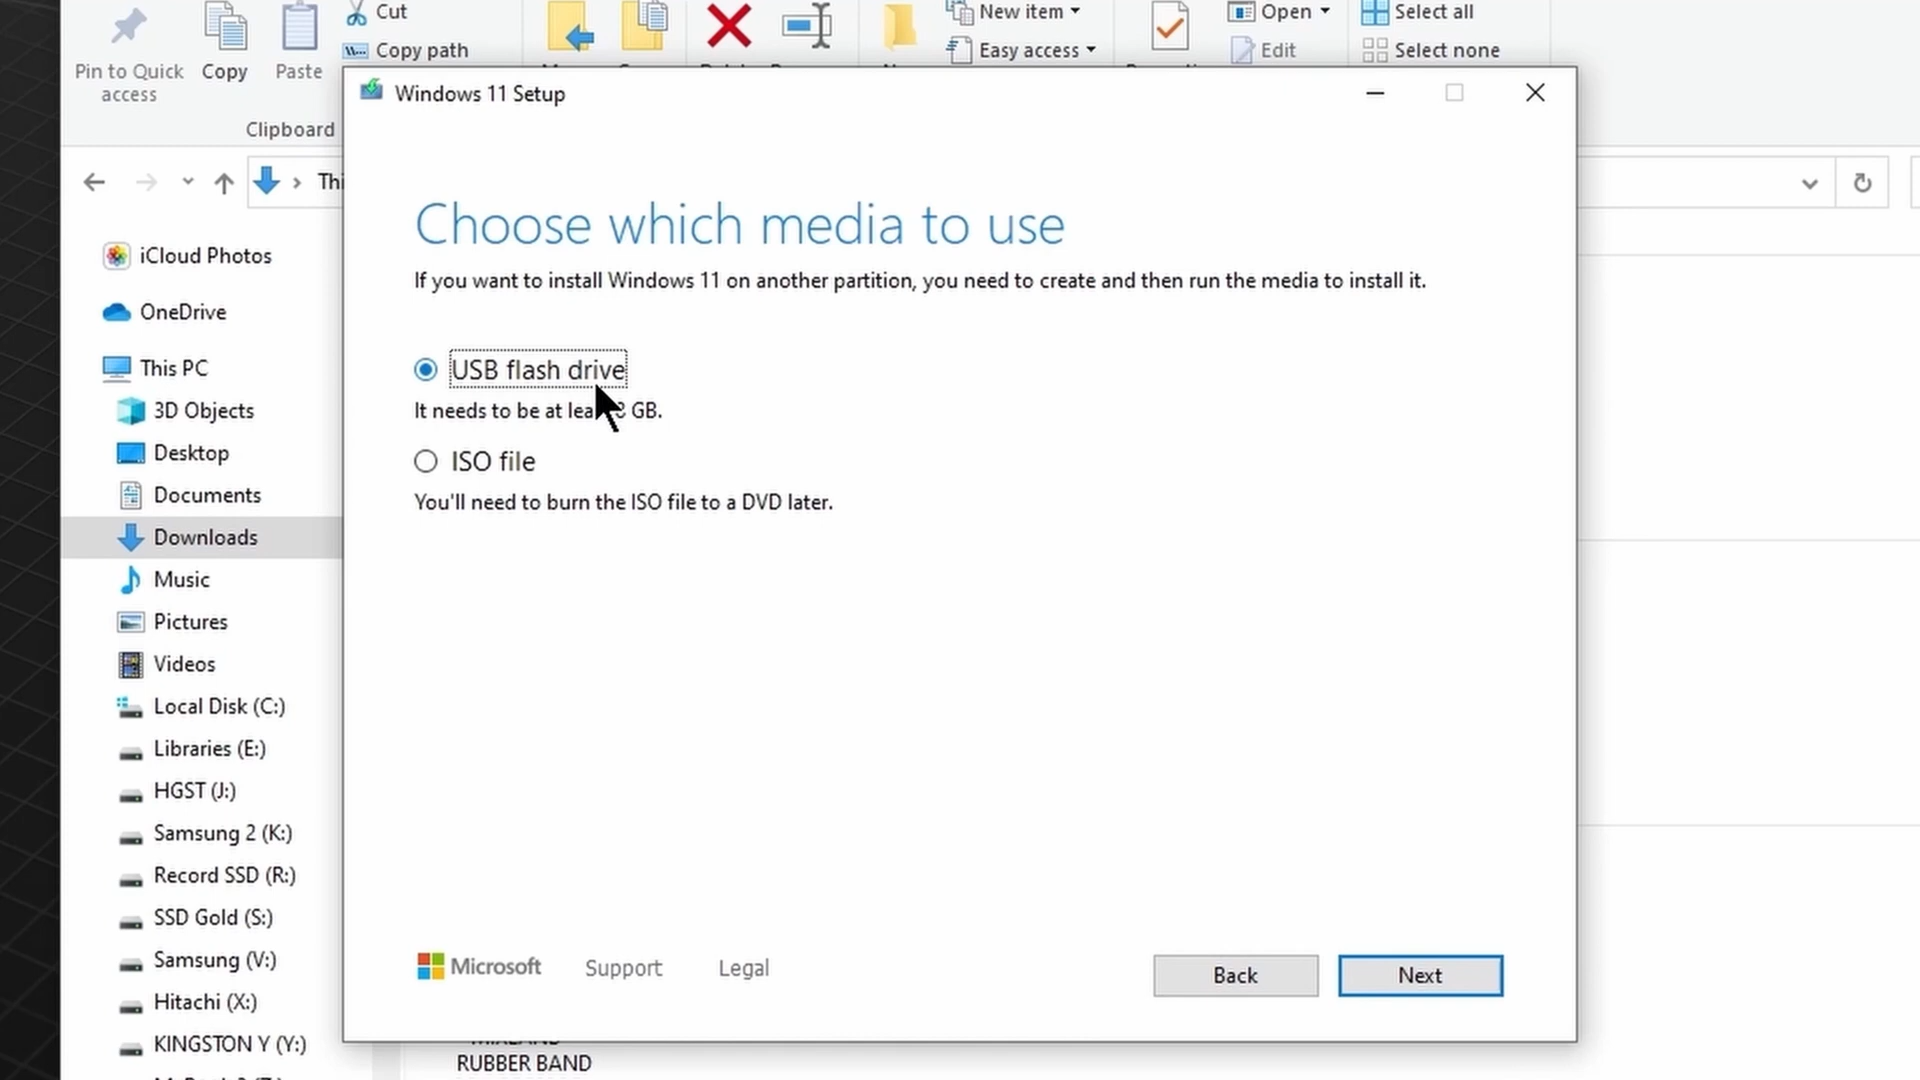 Cut
New item
Open
Select all
Pin to Quick access
Copy
Paste
Copy path
Easy access
Edit
Select none
Clipboard
Windows 11 Setup
Choose which media to use
If you want to install Windows 11 on another partition, you need to create and then run the media to install it.
USB flash drive
It needs to be at GB.
ISO file
You'll need to burn the ISO file to a DVD later.
Microsoft
Support
Legal
Back
Next
iCloud Photos
OneDrive
This PC
3D Objects
Desktop
Documents
Downloads
Music
Pictures
Videos
Local Disk (C:)
Libraries (E:)
HGST (J:)
Samsung 2 (K:)
Record SSD (R:)
SSD Gold (S:)
Samsung (V:)
Hitachi (X:)
KINGSTON Y (Y:)
RUBBER BAND